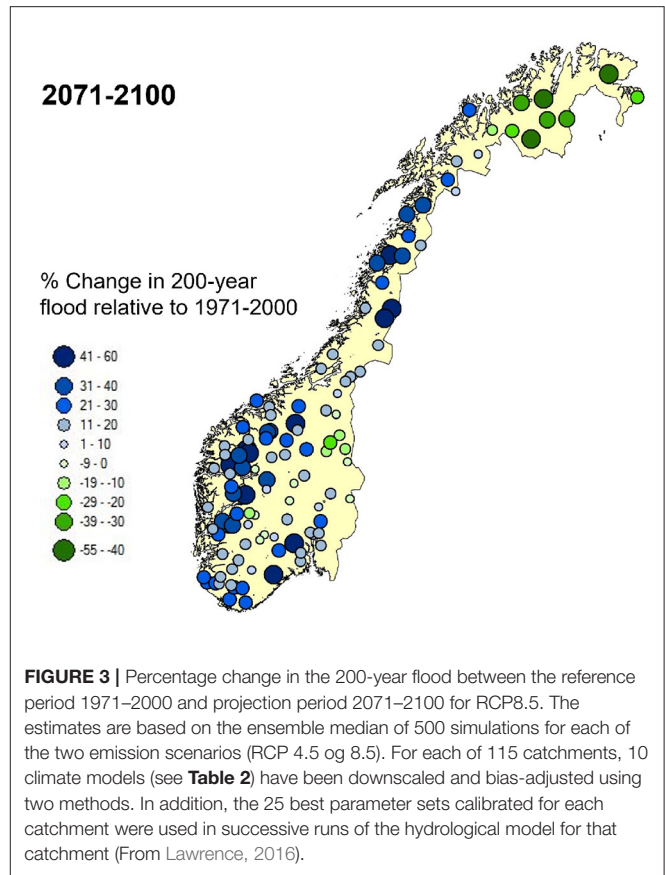 2071-2100
% Change in 200-year
flood relative to 1971-2000
41 - 60
31 - 40
21 - 30
11 - 20
1 - 10
-9 - 0
-19 - -10
-29 - -20
-39 - -30
-55 - -40
FIGURE 3 | Percentage change in the 200-year flood between the reference
period 1971–2000 and projection period 2071–2100 for RCP8.5. The
estimates are based on the ensemble median of 500 simulations for each of
the two emission scenarios (RCP 4.5 og 8.5). For each of 115 catchments, 10
climate models (see Table 2) have been downscaled and bias-adjusted using
two methods. In addition, the 25 best parameter sets calibrated for each
catchment were used in successive runs of the hydrological model for that
catchment (From Lawrence, 2016).